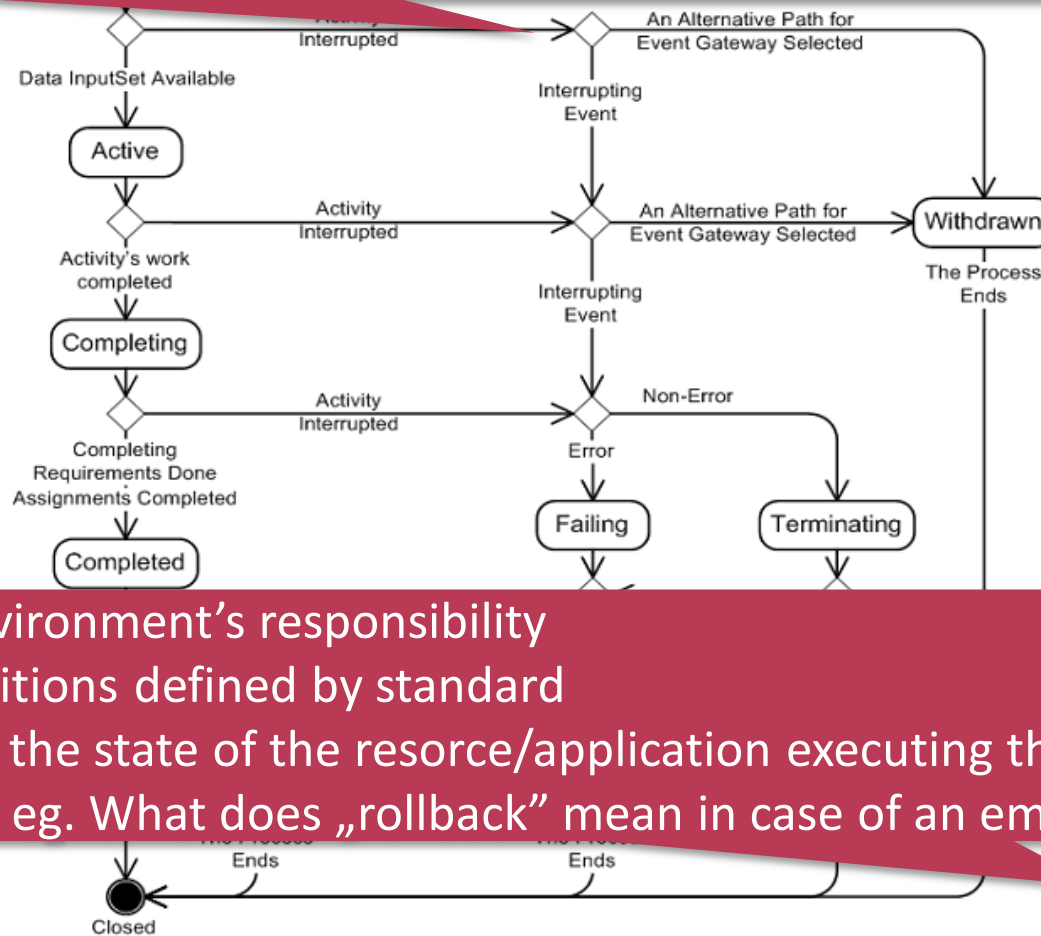 Activity
Interrupted
An Alternative Path for
Event Gateway Selected
Data InputSet Available
Interrupting
Event
Active
Activity
Interrupted
An Alternative Path for
Event Gateway Selected
Withdrawn
Activity's work
completed
The Process
Ends
Interrupting
Event
Completing
Activity
Interrupted
Non-Error
Completing
Requirements Done
Assignments Completed
Error
Failing
Terminating
Completed
vironment’s responsibility
itions defined by standard
the state of the resorce/application executing th
eg. What does „rollback” mean in case of an em
Ends
Ends
Closed